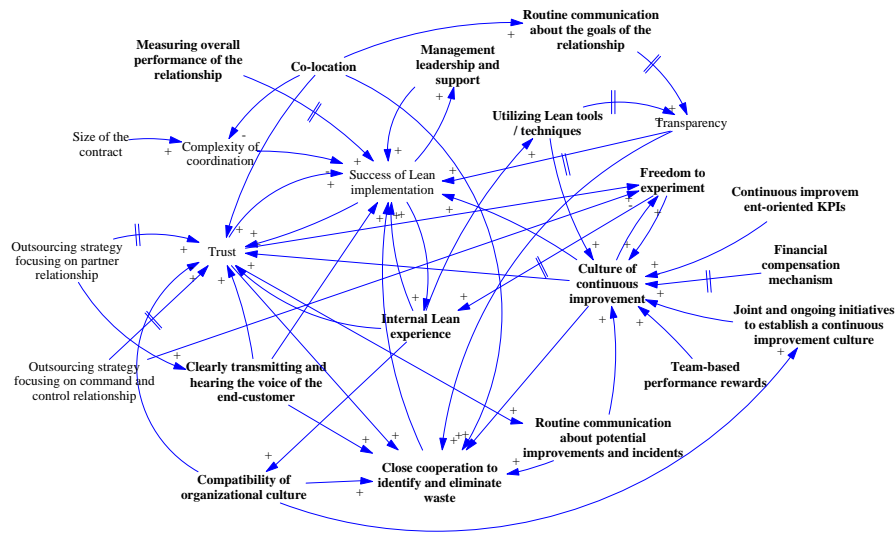 Routine communication
about the goals of the
relationship
Measuring overall
performance of the
relationship
Management
leadership and
support
Co-location
Utilizing Lean tools
/ techniques
Transparency
Size of the
contract
Complexity of
coordination
Success of Lean
implementation
Freedom to
experiment
Continuous improvem
ent-oriented KPIs
Outsourcing strategy
focusing on partner
relationship
Trust
Culture of
continuous
improvement
Financial
compensation
mechanism
Internal Lean
experience
Joint and ongoing initiatives
to establish a continuous
improvement culture
Outsourcing strategy
focusing on command and
control relationship
Clearly transmitting and
hearing the voice of the
end-customer
Team-based
performance rewards
Routine communication
about potential
improvements and incidents
Compatibility of
organizational culture
Close cooperation to
identify and eliminate
waste